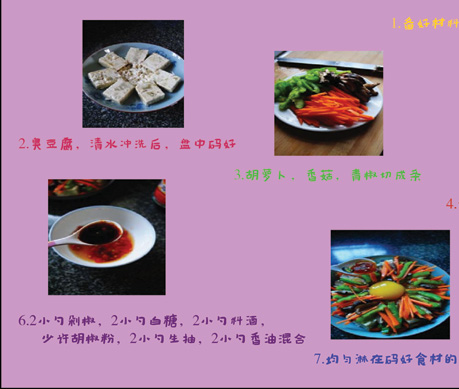 1.备好材料
2.臭豆腐，清水冲洗后，盘中码好
3.胡萝卜、香菇，青椒切成条
4.
6.2小勺剁椒，2小勺白糖，2小勺料酒，
少许胡椒粉，2小勺生抽，2小勺香油混合
7.均匀淋在码好食材的